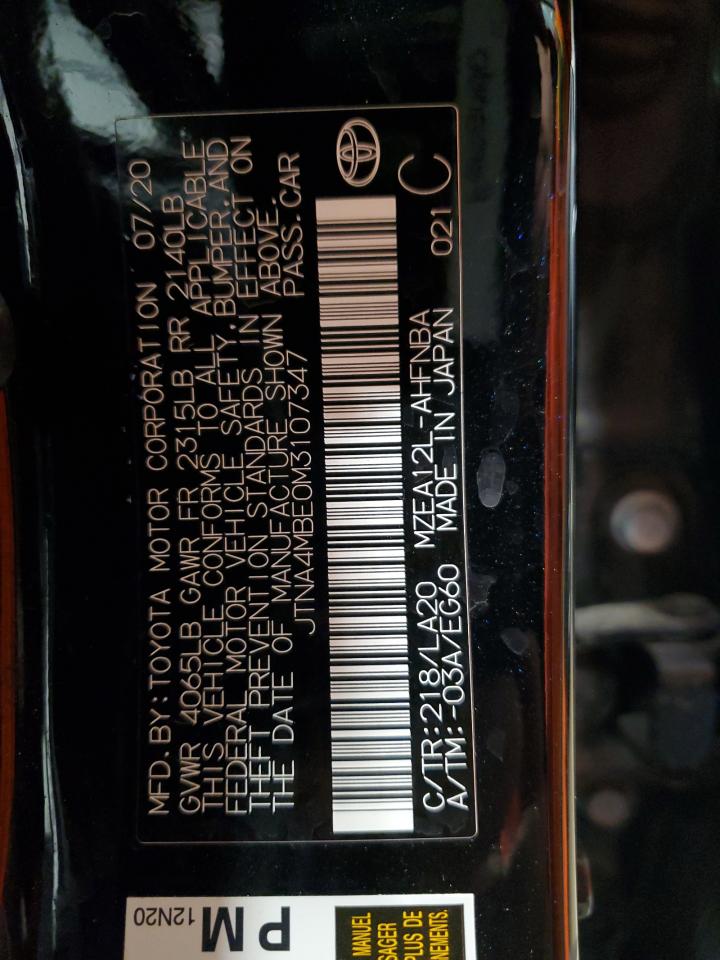 MFD.BY:TOYOTA MOTOR CORPORATION 07/20
GVWR 4065LB GAWR FR 2315LB RR 2140LB
THIS VEHICLE CONFORMS TO ALL APPLICABLE
FEDERAL MOTOR VEHICLE SAFETY,BUMPER,AND
THEFT PREVENTION STANDARDS IN EFFECT ON
THE DATE OF MANUFACTURE SHOWN ABOVE.
JTNA4MBE0M3107347 PASS.CAR
C/TR:218/LA20 MZEA12L-AHFNBA
A/TM:-03A/EG60 MADE IN JAPAN 021 C
PM
12N20
MANUEL
SAGER
PLUS DE
NEMENTS.